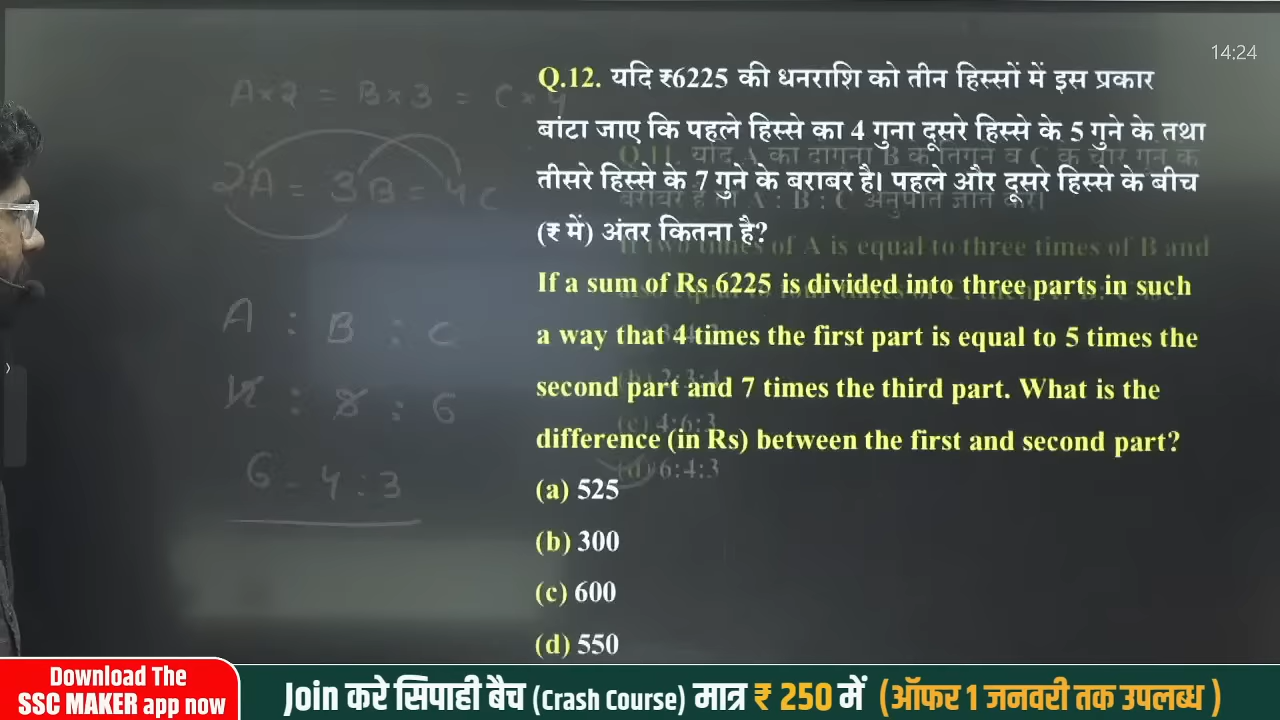 14:24
A×2 = B×3 = C×4
2A = 3B = 4C
A : B : C
12 : 8 : 6
6 : 4 : 3
Q.12. यदि ₹6225 की धनराशि को तीन हिस्सों में इस प्रकार
बांटा जाए कि पहले हिस्से का 4 गुना दूसरे हिस्से के 5 गुने के तथा
तीसरे हिस्से के 7 गुने के बराबर है। पहले और दूसरे हिस्से के बीच
(₹ में) अंतर कितना है?
If a sum of Rs 6225 is divided into three parts in such
a way that 4 times the first part is equal to 5 times the
second part and 7 times the third part. What is the
difference (in Rs) between the first and second part?
(a) 525
(b) 300
(c) 600
(d) 550
Download The
SSC MAKER app now
Join करे सिपाही बैच (Crash Course) मात्र ₹ 250 में (ऑफर 1 जनवरी तक उपलब्ध )